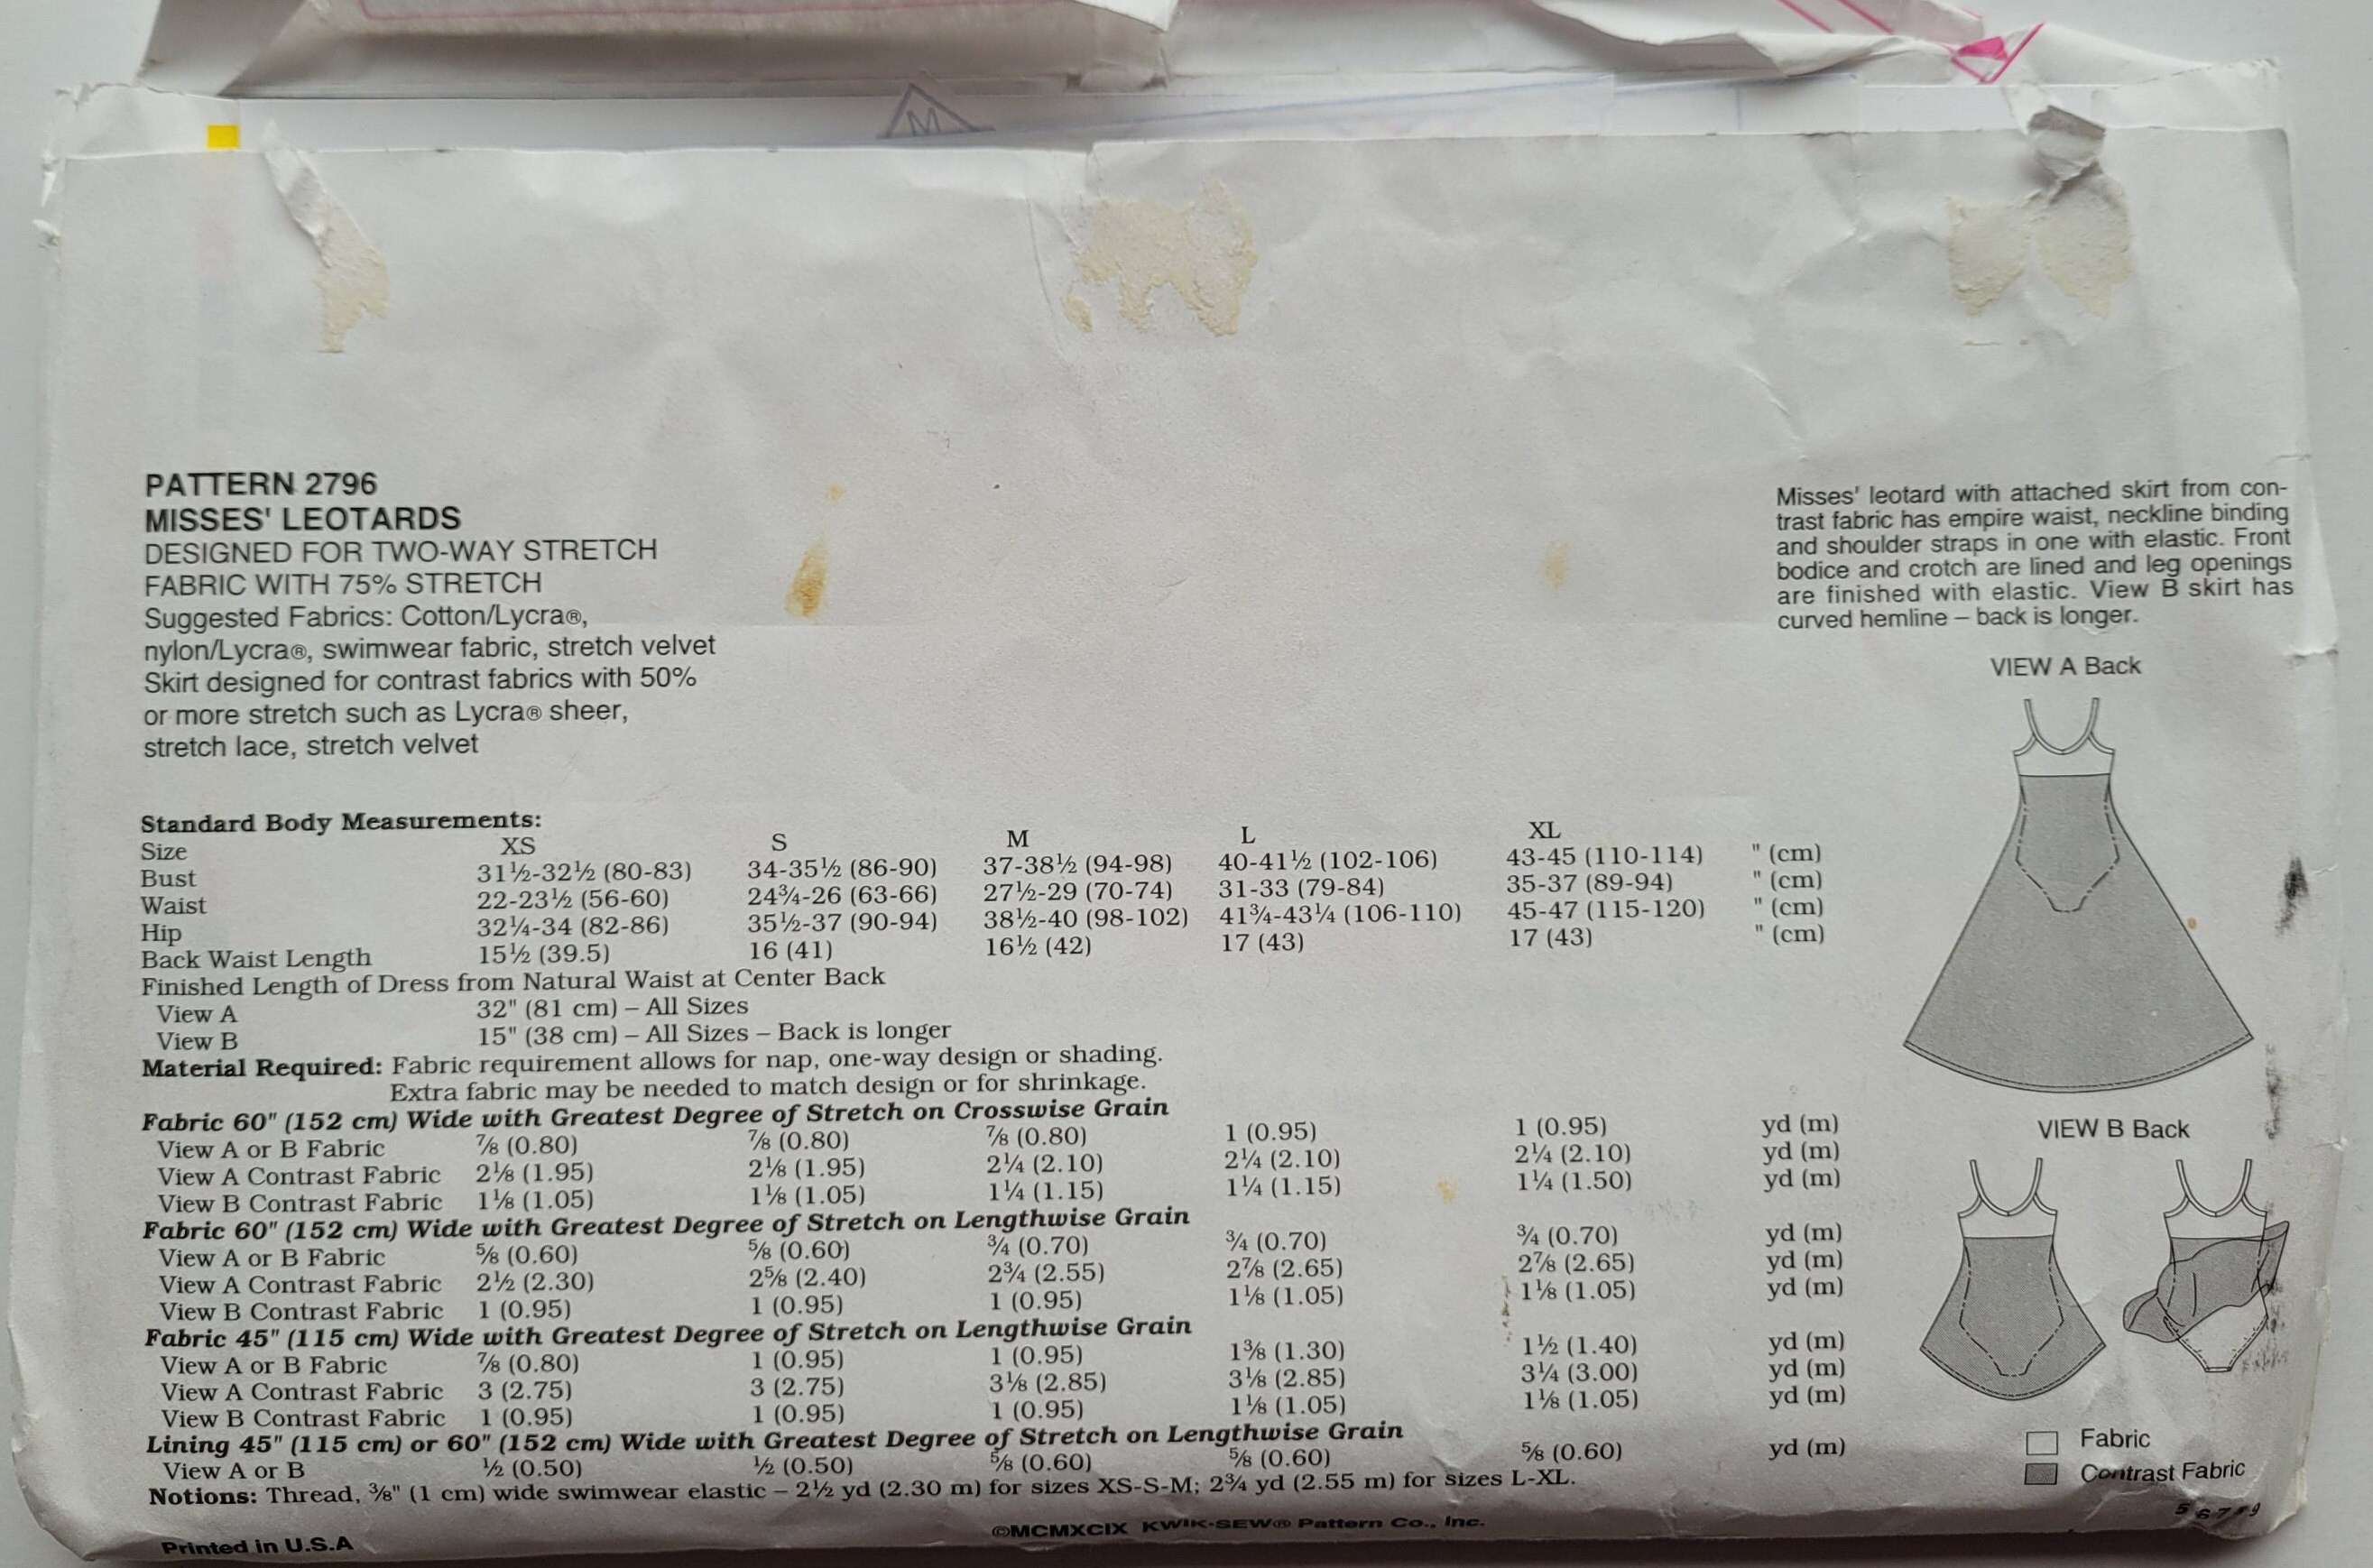 M
PATTERN 2796
MISSES' LEOTARDS
DESIGNED FOR TWO-WAY STRETCH
FABRIC WITH 75% STRETCH
Suggested Fabrics: Cotton/Lycra®,
nylon/Lycra®, swimwear fabric, stretch velvet
Skirt designed for contrast fabrics with 50%
or more stretch such as Lycra® sheer,
stretch lace, stretch velvet
Misses' leotard with attached skirt from con-
trast fabric has empire waist, neckline binding
and shoulder straps in one with elastic. Front
bodice and crotch are lined and leg openings
are finished with elastic. View B skirt has
curved hemline – back is longer.
VIEW A Back
Standard Body Measurements:
Size XS S M L XL
Bust 31½-32½ (80-83) 34-35½ (86-90) 37-38½ (94-98) 40-41½ (102-106) 43-45 (110-114) " (cm)
Waist 22-23½ (56-60) 24¾-26 (63-66) 27½-29 (70-74) 31-33 (79-84) 35-37 (89-94) " (cm)
Hip 32¼-34 (82-86) 35½-37 (90-94) 38½-40 (98-102) 41¾-43¼ (106-110) 45-47 (115-120) " (cm)
Back Waist Length 15½ (39.5) 16 (41) 16½ (42) 17 (43) 17 (43) " (cm)
Finished Length of Dress from Natural Waist at Center Back
View A 32" (81 cm) – All Sizes
View B 15" (38 cm) – All Sizes – Back is longer
Material Required: Fabric requirement allows for nap, one-way design or shading.
Extra fabric may be needed to match design or for shrinkage.
Fabric 60" (152 cm) Wide with Greatest Degree of Stretch on Crosswise Grain
View A or B Fabric ⅞ (0.80) ⅞ (0.80) ⅞ (0.80) 1 (0.95) 1 (0.95) yd (m)
View A Contrast Fabric 2⅛ (1.95) 2⅛ (1.95) 2¼ (2.10) 2¼ (2.10) 2¼ (2.10) yd (m)
View B Contrast Fabric 1⅛ (1.05) 1⅛ (1.05) 1¼ (1.15) 1¼ (1.15) 1¼ (1.50) yd (m)
Fabric 60" (152 cm) Wide with Greatest Degree of Stretch on Lengthwise Grain
View A or B Fabric ⅝ (0.60) ⅝ (0.60) ¾ (0.70) ¾ (0.70) ¾ (0.70) yd (m)
View A Contrast Fabric 2½ (2.30) 2⅝ (2.40) 2¾ (2.55) 2⅞ (2.65) 2⅞ (2.65) yd (m)
View B Contrast Fabric 1 (0.95) 1 (0.95) 1 (0.95) 1⅛ (1.05) 1⅛ (1.05) yd (m)
Fabric 45" (115 cm) Wide with Greatest Degree of Stretch on Lengthwise Grain
View A or B Fabric ⅞ (0.80) 1 (0.95) 1 (0.95) 1⅜ (1.30) 1½ (1.40) yd (m)
View A Contrast Fabric 3 (2.75) 3 (2.75) 3⅛ (2.85) 3⅛ (2.85) 3¼ (3.00) yd (m)
View B Contrast Fabric 1 (0.95) 1 (0.95) 1 (0.95) 1⅛ (1.05) 1⅛ (1.05) yd (m)
Lining 45" (115 cm) or 60" (152 cm) Wide with Greatest Degree of Stretch on Lengthwise Grain
View A or B ½ (0.50) ½ (0.50) ⅝ (0.60) ⅝ (0.60) ⅝ (0.60) yd (m)
Notions: Thread, ⅜" (1 cm) wide swimwear elastic – 2½ yd (2.30 m) for sizes XS-S-M; 2¾ yd (2.55 m) for sizes L-XL.
VIEW B Back
Fabric
Contrast Fabric
Printed in U.S.A
©MCMXCIX KWIK-SEW® Pattern Co., Inc.